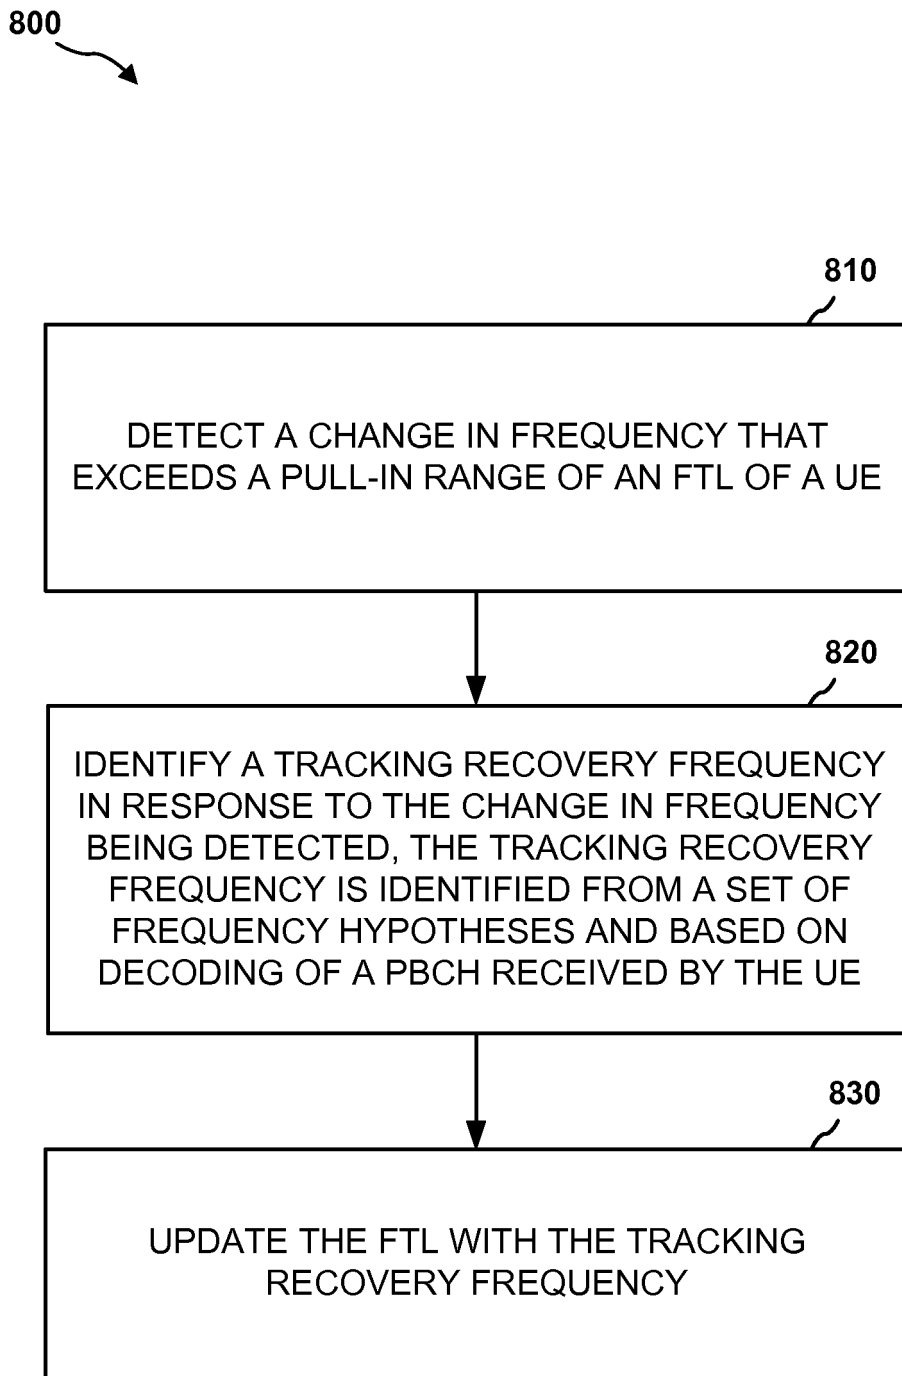 800
810
DETECT A CHANGE IN FREQUENCY THAT
EXCEEDS A PULL-IN RANGE OF AN FTL OF A UE
820
IDENTIFY A TRACKING RECOVERY FREQUENCY
IN RESPONSE TO THE CHANGE IN FREQUENCY
BEING DETECTED, THE TRACKING RECOVERY
FREQUENCY IS IDENTIFIED FROM A SET OF
FREQUENCY HYPOTHESES AND BASED ON
DECODING OF A PBCH RECEIVED BY THE UE
830
UPDATE THE FTL WITH THE TRACKING
RECOVERY FREQUENCY